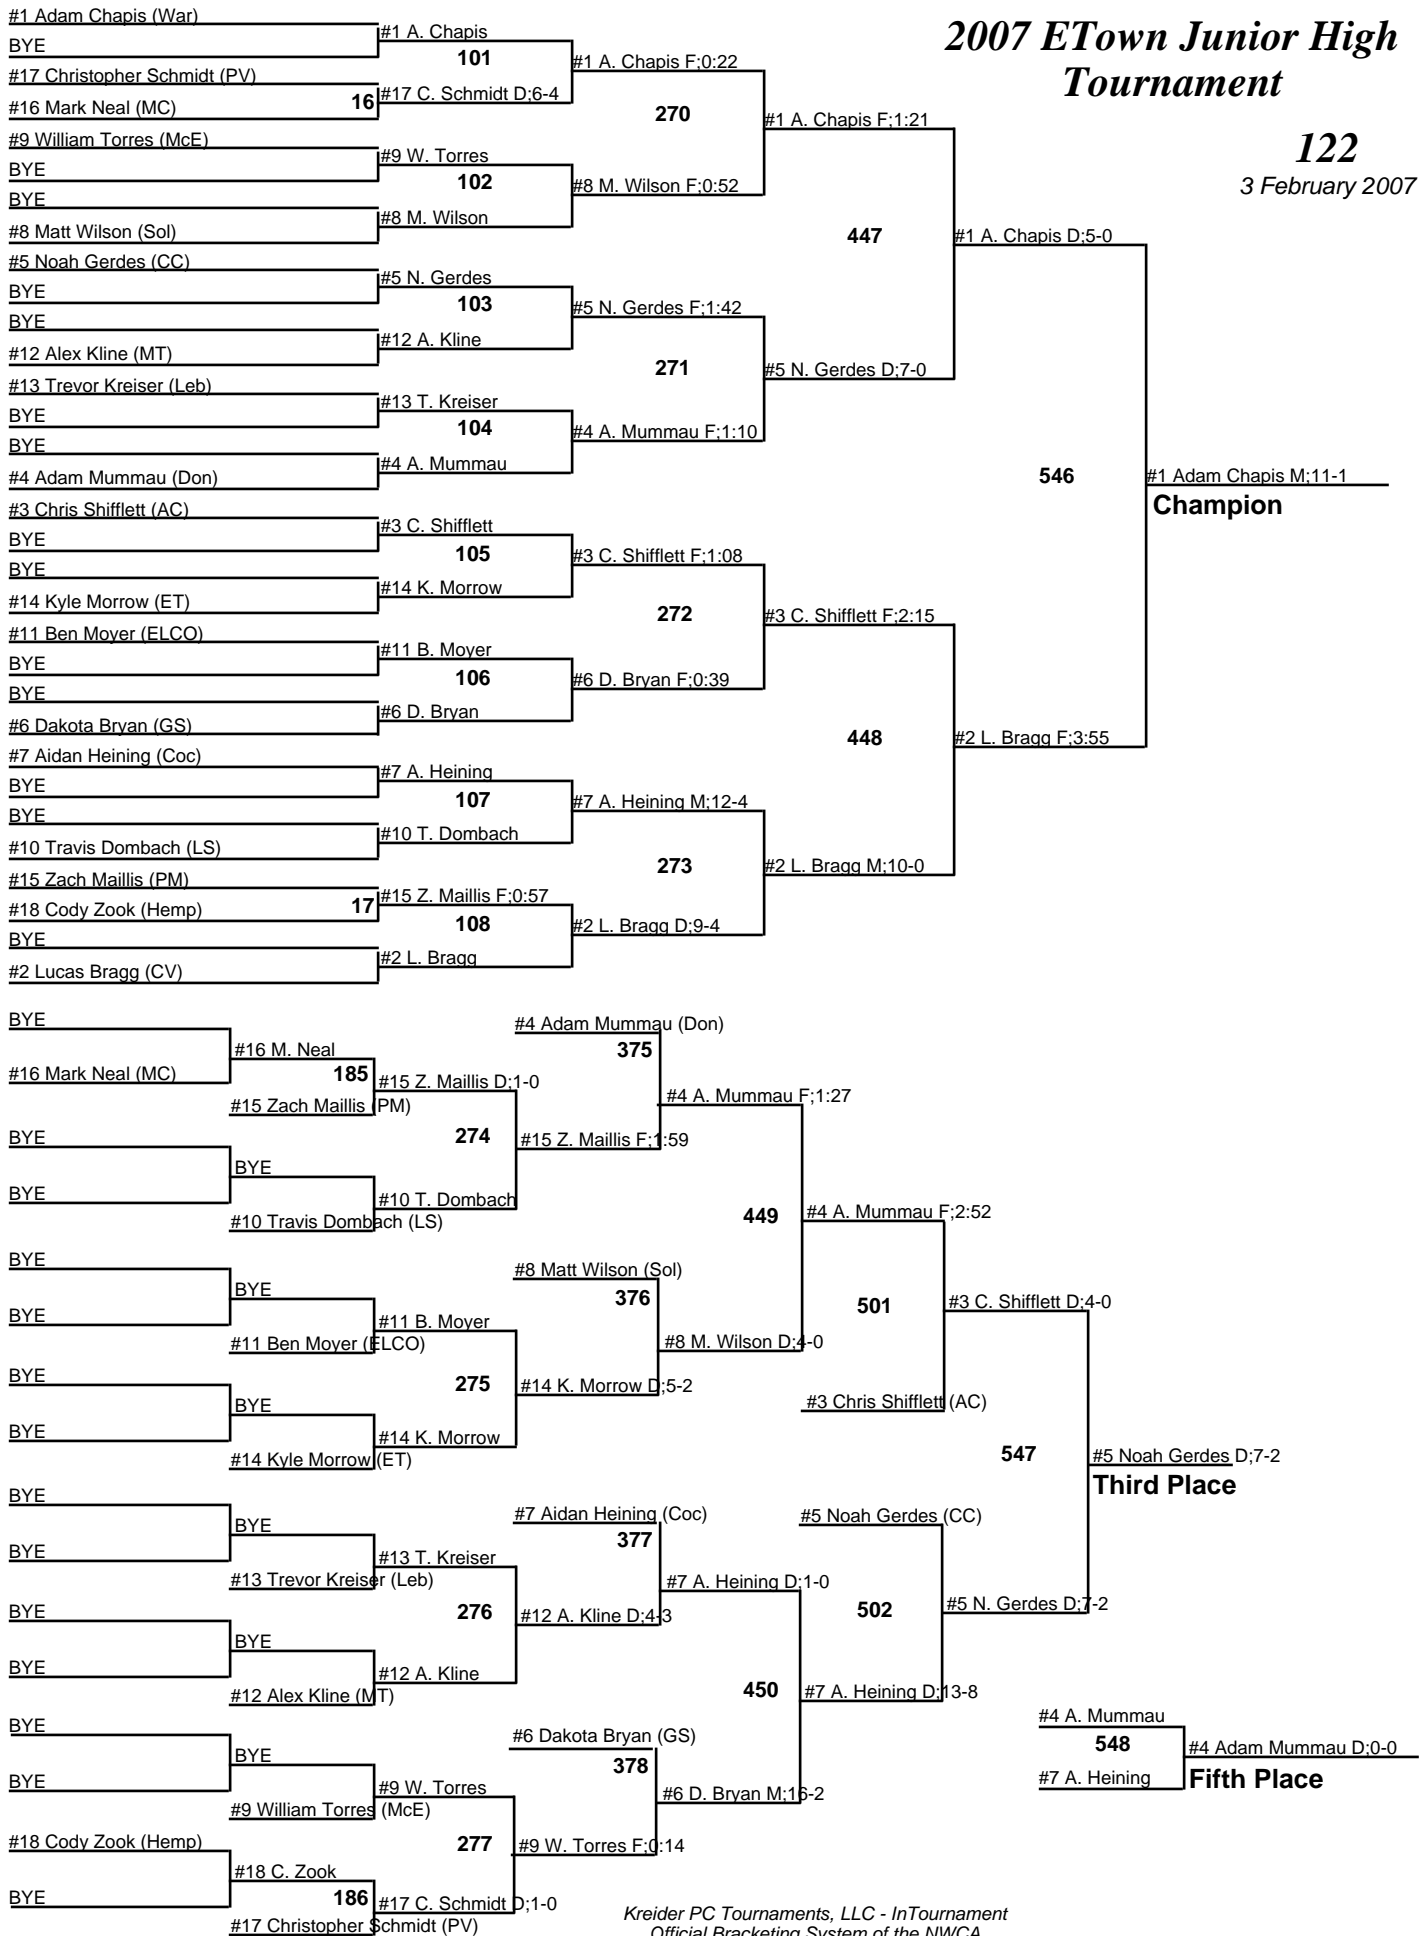 2007 ETown Junior High
Tournament
122
3 February 2007
#1 Adam Chapis (War)
BYE
#17 Christopher Schmidt (PV)
#16 Mark Neal (MC)
16
#9 William Torres (McE)
BYE
BYE
#8 Matt Wilson (Sol)
#5 Noah Gerdes (CC)
BYE
BYE
#12 Alex Kline (MT)
#13 Trevor Kreiser (Leb)
BYE
BYE
#4 Adam Mummau (Don)
#3 Chris Shifflett (AC)
BYE
BYE
#14 Kyle Morrow (ET)
#11 Ben Moyer (ELCO)
BYE
BYE
#6 Dakota Bryan (GS)
#7 Aidan Heining (Coc)
BYE
BYE
#10 Travis Dombach (LS)
#15 Zach Maillis (PM)
#18 Cody Zook (Hemp)
17
BYE
#2 Lucas Bragg (CV)
#1 A. Chapis
101
#17 C. Schmidt D;6-4
#9 W. Torres
102
#8 M. Wilson
#5 N. Gerdes
103
#12 A. Kline
#13 T. Kreiser
104
#4 A. Mummau
#3 C. Shifflett
105
#14 K. Morrow
#11 B. Moyer
106
#6 D. Bryan
#7 A. Heining
107
#10 T. Dombach
#15 Z. Maillis F;0:57
108
#2 L. Bragg
#1 A. Chapis F;0:22
270
#8 M. Wilson F;0:52
#5 N. Gerdes F;1:42
271
#4 A. Mummau F;1:10
#3 C. Shifflett F;1:08
272
#6 D. Bryan F;0:39
#7 A. Heining M;12-4
273
#2 L. Bragg D;9-4
#1 A. Chapis F;1:21
447
#5 N. Gerdes D;7-0
#3 C. Shifflett F;2:15
448
#2 L. Bragg M;10-0
#1 A. Chapis D;5-0
546
#2 L. Bragg F;3:55
#1 Adam Chapis M;11-1
Champion
BYE
#16 Mark Neal (MC)
BYE
BYE
BYE
BYE
BYE
BYE
BYE
BYE
BYE
BYE
BYE
BYE
#18 Cody Zook (Hemp)
BYE
#16 M. Neal
185
#15 Zach Maillis (PM)
BYE
#10 Travis Dombach (LS)
BYE
#11 Ben Moyer (ELCO)
BYE
#14 Kyle Morrow (ET)
BYE
#13 Trevor Kreiser (Leb)
BYE
#12 Alex Kline (MT)
BYE
#9 William Torres (McE)
#18 C. Zook
186
#17 Christopher Schmidt (PV)
#15 Z. Maillis D;1-0
274
#10 T. Dombach
#11 B. Moyer
275
#14 K. Morrow
#13 T. Kreiser
276
#12 A. Kline
#9 W. Torres
277
#17 C. Schmidt D;1-0
#4 Adam Mummau (Don)
375
#15 Z. Maillis F;1:59
#8 Matt Wilson (Sol)
376
#14 K. Morrow D;5-2
#7 Aidan Heining (Coc)
377
#12 A. Kline D;4-3
#6 Dakota Bryan (GS)
378
#9 W. Torres F;0:14
#4 A. Mummau F;1:27
449
#8 M. Wilson D;4-0
#7 A. Heining D;1-0
450
#6 D. Bryan M;16-2
#4 A. Mummau F;2:52
501
#3 Chris Shifflett (AC)
#5 Noah Gerdes (CC)
502
#7 A. Heining D;13-8
#3 C. Shifflett D;4-0
547
#5 N. Gerdes D;7-2
#5 Noah Gerdes D;7-2
Third Place
#4 A. Mummau
548
#7 A. Heining
#4 Adam Mummau D;0-0
Fifth Place
Kreider PC Tournaments, LLC - InTournament
Official Bracketing System of the NWCA